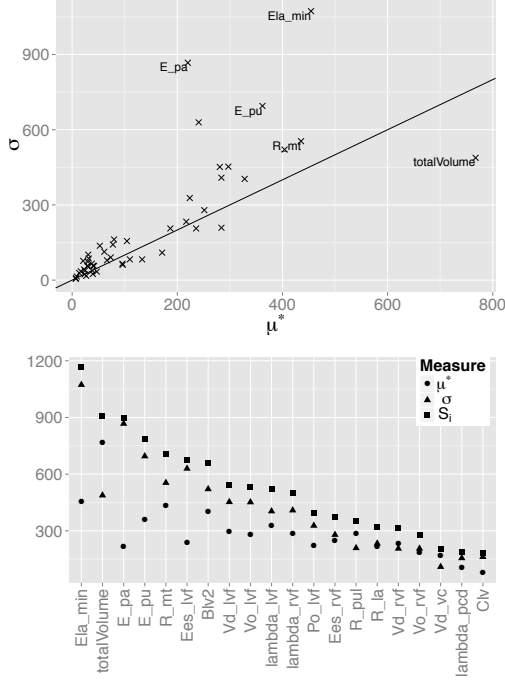 Ela_min
900
E_pa
E_pu
600
σ
R_mt
totalVolume
300
0
0
200
400
600
800
μ*
1200
Measure
μ*
σ
S_i
900
600
300
Ela_min
totalVolume
E_pa
E_pu
R_mt
Ees_lvf
Blv2
Vd_lvf
Vo_lvf
lambda_lvf
lambda_rvf
Po_lvf
Ees_rvf
R_pul
R_la
Vd_rvf
Vo_rvf
Vd_vc
lambda_pcd
Clv